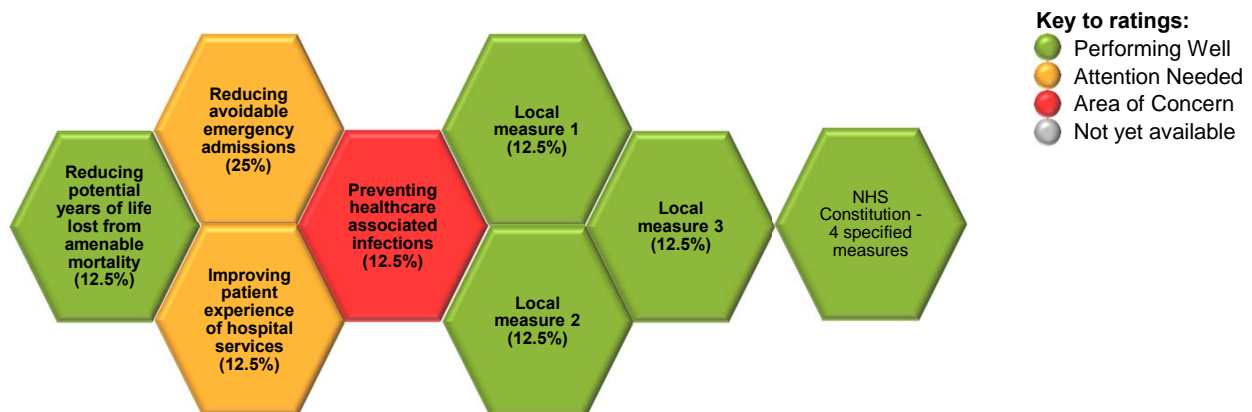 Reducing
potential
years of life
lost from
amenable
mortality
(12.5%)
Reducing
avoidable
emergency
admissions
(25%)
Improving
patient
experience
of hospital
services
(12.5%)
Preventing
healthcare
associated
infections
(12.5%)
Local
measure 1
(12.5%)
Local
measure 2
(12.5%)
Local
measure 3
(12.5%)
NHS
Constitution -
4 specified
measures
Key to ratings:
Performing Well
Attention Needed
Area of Concern
Not yet available